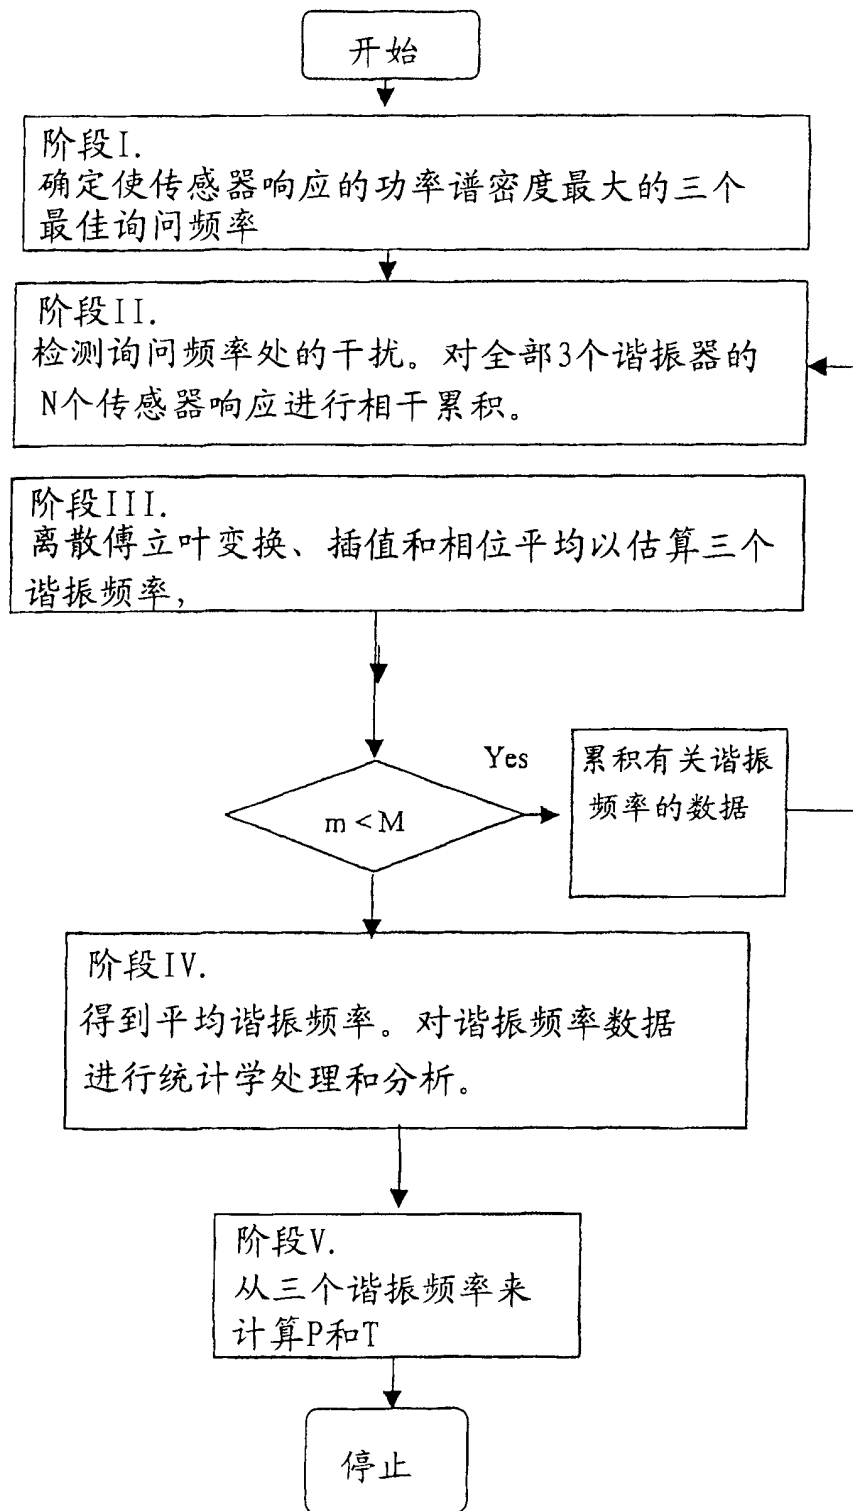 开始
阶段I.
确定使传感器响应的功率谱密度最大的三个
最佳询问频率
阶段II.
检测询问频率处的干扰。对全部3个谐振器的
N个传感器响应进行相干累积。
阶段III.
离散傅立叶变换、插值和相位平均以估算三个
谐振频率，
m < M
Yes
累积有关谐振
频率的数据
阶段IV.
得到平均谐振频率。对谐振频率数据
进行统计学处理和分析。
阶段V.
从三个谐振频率来
计算P和T
停止